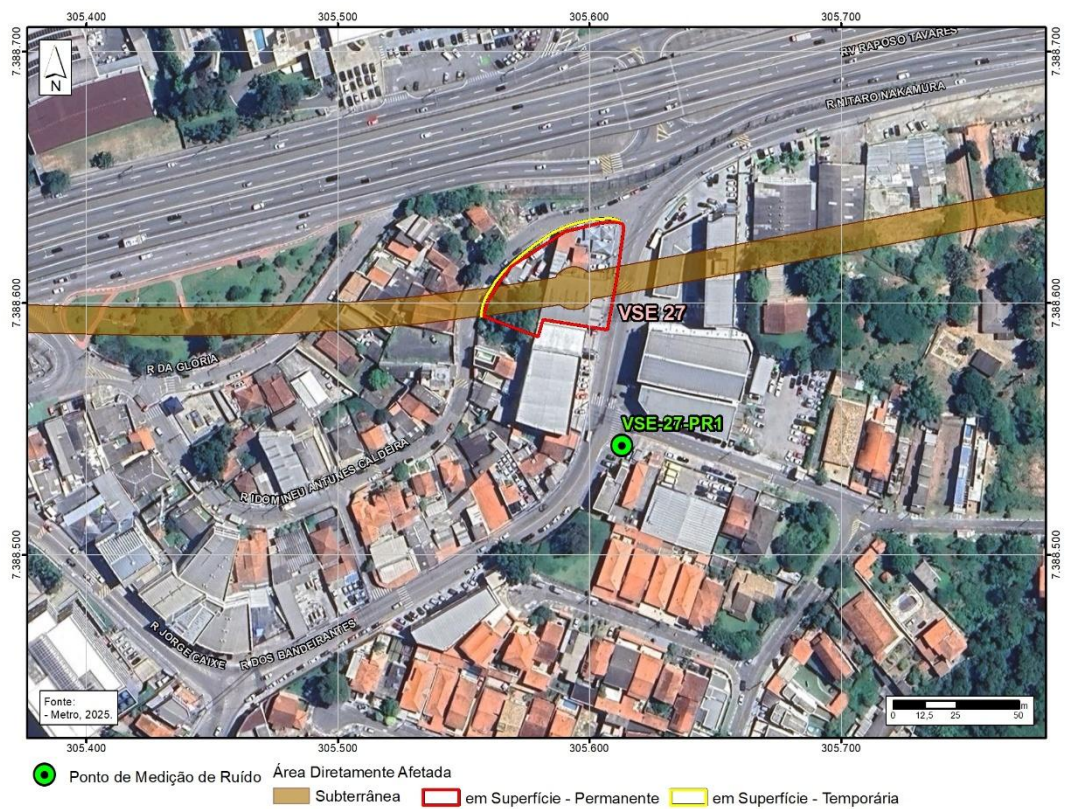 305.400 305.500 305.600 305.700
7.388.700 7.388.700
N
RV RAPOSO TAVARES
R NITARO NAKAMURA
7.388.600 7.388.600
VSE 27
R DA GLORIA
VSE-27-PR1
R IDOMINEU ANTUNES CALDEIRA
7.388.500 7.388.500
R JORGE CAIXE
R DOS BANDEIRANTES
Fonte:
- Metro, 2025.
m
0 12,5 25 50
305.400 305.500 305.600 305.700
Ponto de Medição de Ruído
Área Diretamente Afetada
Subterrânea
em Superfície - Permanente
em Superfície - Temporária